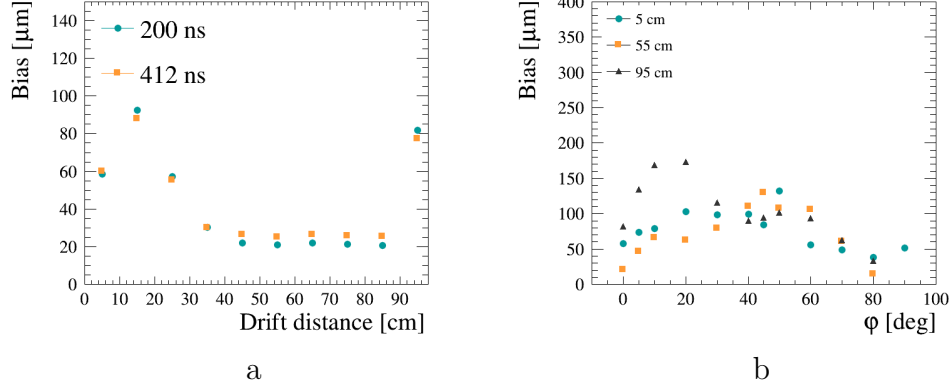 Bias [μm]
140
120
100
80
60
40
20
0
200 ns
412 ns
0 10 20 30 40 50 60 70 80 90
Drift distance [cm]
a
Bias [μm]
400
350
300
250
200
150
100
50
0
5 cm
55 cm
95 cm
0 20 40 60 80 100
φ [deg]
b